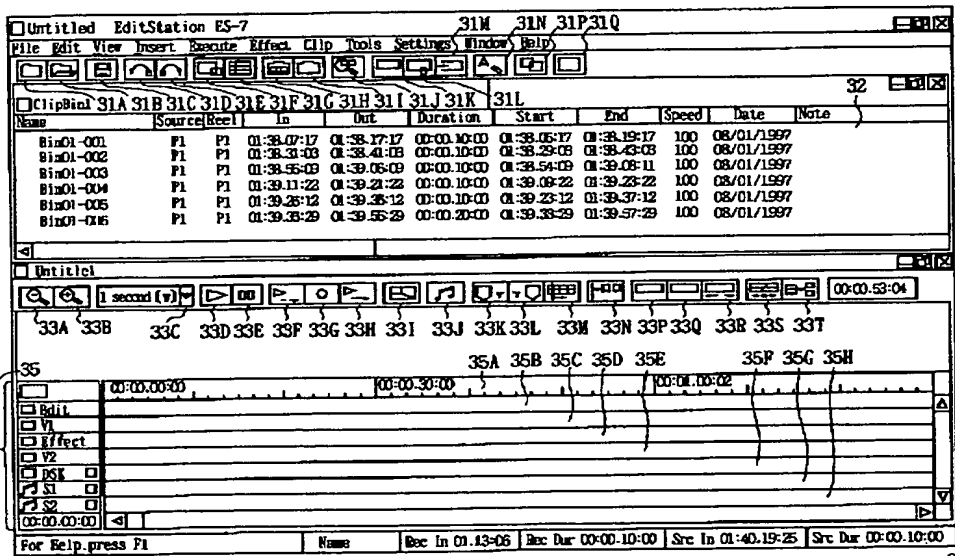 Untitled EditStation ES-7 31M 31N 31P 31Q
File Edit View Insert Execute Effect Clip Tools Settings Window Help
ClipBin1 31A 31B 31C 31D 31E 31F 31G 31H 31I 31J 31K 31L 32
Name Source Reel In Out Duration Start End Speed Date Note
Bin01-001 P1 P1 01:38.07:17 01:38.17:17 00:00.10:00 01:38.05:17 01:38.19:17 100 08/01/1997
Bin01-002 P1 P1 01:38.31:03 01:38.41:03 00:00.10:00 01:38.29:03 01:38.43:03 100 08/01/1997
Bin01-003 P1 P1 01:38.56:09 01:39.06:09 00:00.10:00 01:38.54:09 01:39.08:11 100 08/01/1997
Bin01-004 P1 P1 01:39.11:22 01:39.21:22 00:00.10:00 01:39.09:22 01:39.23:22 100 08/01/1997
Bin01-005 P1 P1 01:39.25:12 01:39.35:12 00:00.10:00 01:39.23:12 01:39.37:12 100 08/01/1997
Bin01-006 P1 P1 01:39.35:29 01:39.55:29 00:00.20:00 01:39.33:29 01:39.57:29 100 08/01/1997
Untitled
1 second (v) 00:00.53:04
33A 33B 33C 33D 33E 33F 33G 33H 33I 33J 33K 33L 33M 33N 33P 33Q 33R 33S 33T
35 35A 35B 35C 35D 35E 35F 35G 35H
00:00.00:00 00:00.30:00 00:01.00:02
Edit
V1
Effect
V2
DSK
S1
S2
00:00.00:00
For Help.press F1 Name Rec In 01.13=06 Rec Dur 00:00-10:00 Src In 01:40.19:25 Src Dur 00:00.10:00